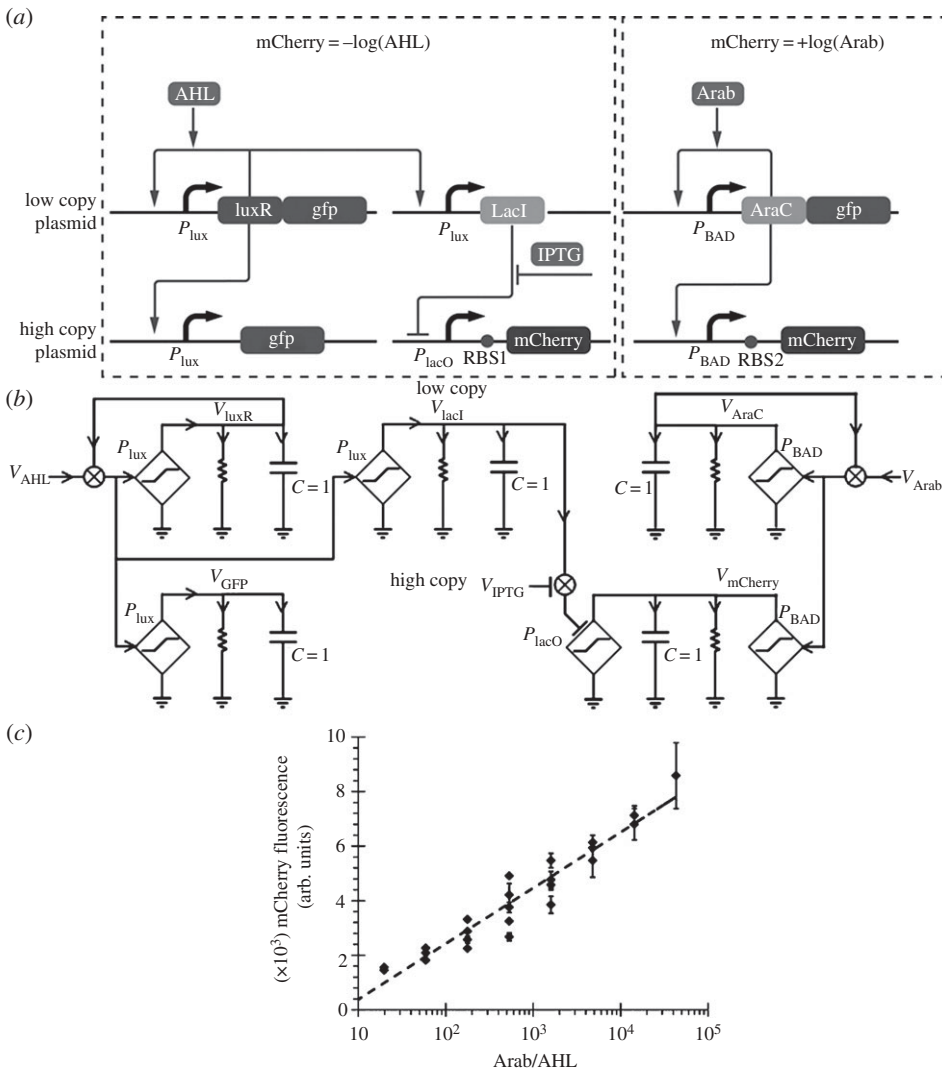 (a)
mCherry = –log(AHL)
mCherry = +log(Arab)
AHL
Arab
low copy
plasmid
luxR
gfp
LacI
AraC
gfp
P_lux
P_lux
P_BAD
IPTG
high copy
plasmid
gfp
mCherry
mCherry
P_lux
P_lacO
RBS1
P_BAD
RBS2
low copy
(b)
V_luxR
V_lacI
V_AraC
P_lux
P_lux
P_BAD
V_AHL
V_Arab
C = 1
C = 1
C = 1
V_GFP
high copy
V_IPTG
V_mCherry
P_lux
P_lacO
P_BAD
C = 1
C = 1
(c)
(×10³) mCherry fluorescence
(arb. units)
10
8
6
4
2
0
10
10²
10³
10⁴
10⁵
Arab/AHL